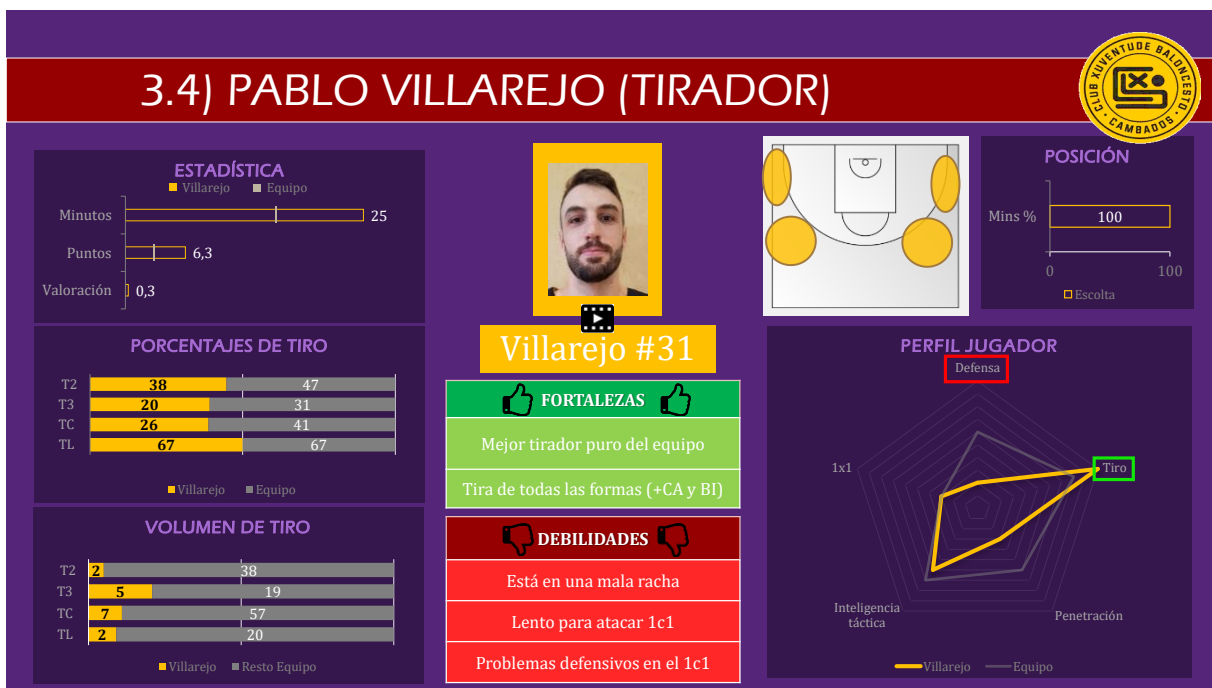 3.4) PABLO VILLAREJO (TIRADOR)
CLUB XUVENTUDE BALONCESTO
CAMBADOS
ESTADÍSTICA
Villarejo Equipo
Minutos 25
Puntos 6,3
Valoración 0,3
PORCENTAJES DE TIRO
T2 38 47
T3 20 31
TC 26 41
TL 67 67
Villarejo Equipo
VOLUMEN DE TIRO
T2 2 38
T3 5 19
TC 7 57
TL 2 20
Villarejo Resto Equipo
Villarejo #31
FORTALEZAS
Mejor tirador puro del equipo
Tira de todas las formas (+CA y BI)
DEBILIDADES
Está en una mala racha
Lento para atacar 1c1
Problemas defensivos en el 1c1
POSICIÓN
Mins % 100
0 100
Escolta
PERFIL JUGADOR
Defensa
1x1
Tiro
Inteligencia
táctica
Penetración
Villarejo Equipo